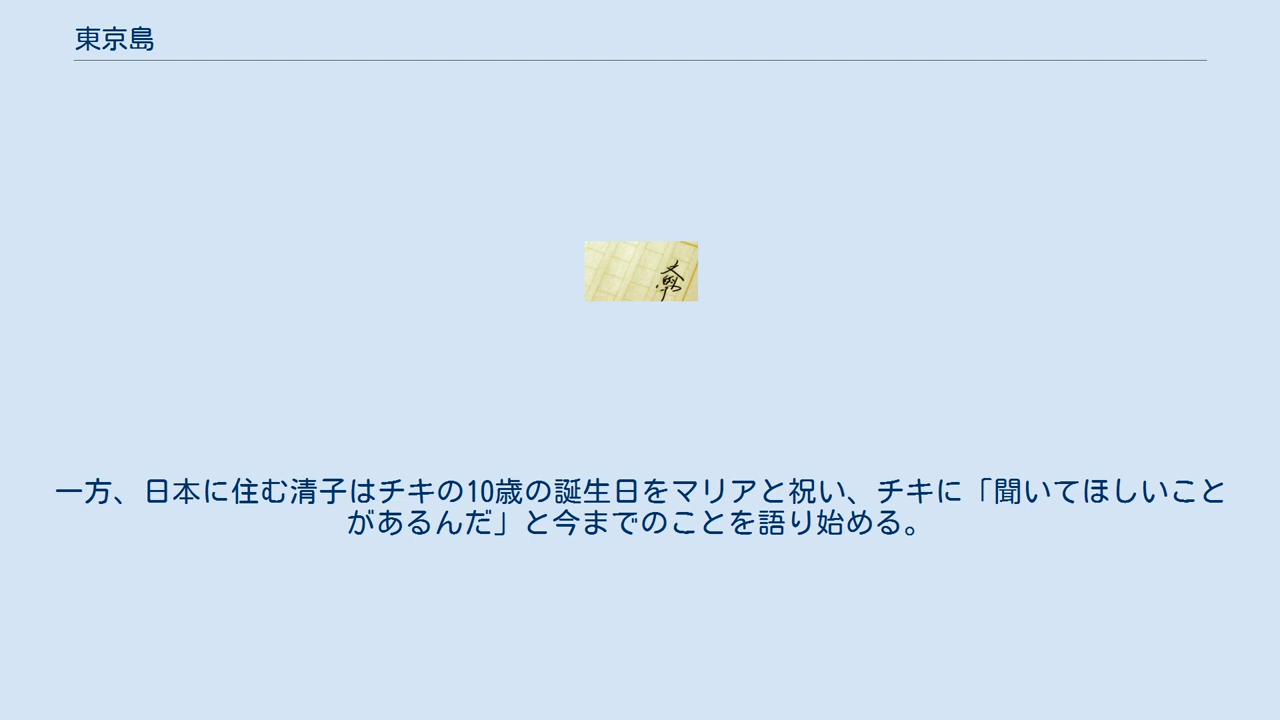 東京島
一方、日本に住む清子はチキの10歳の誕生日をマリアと祝い、チキに「聞いてほしいこと
があるんだ」と今までのことを語り始める。